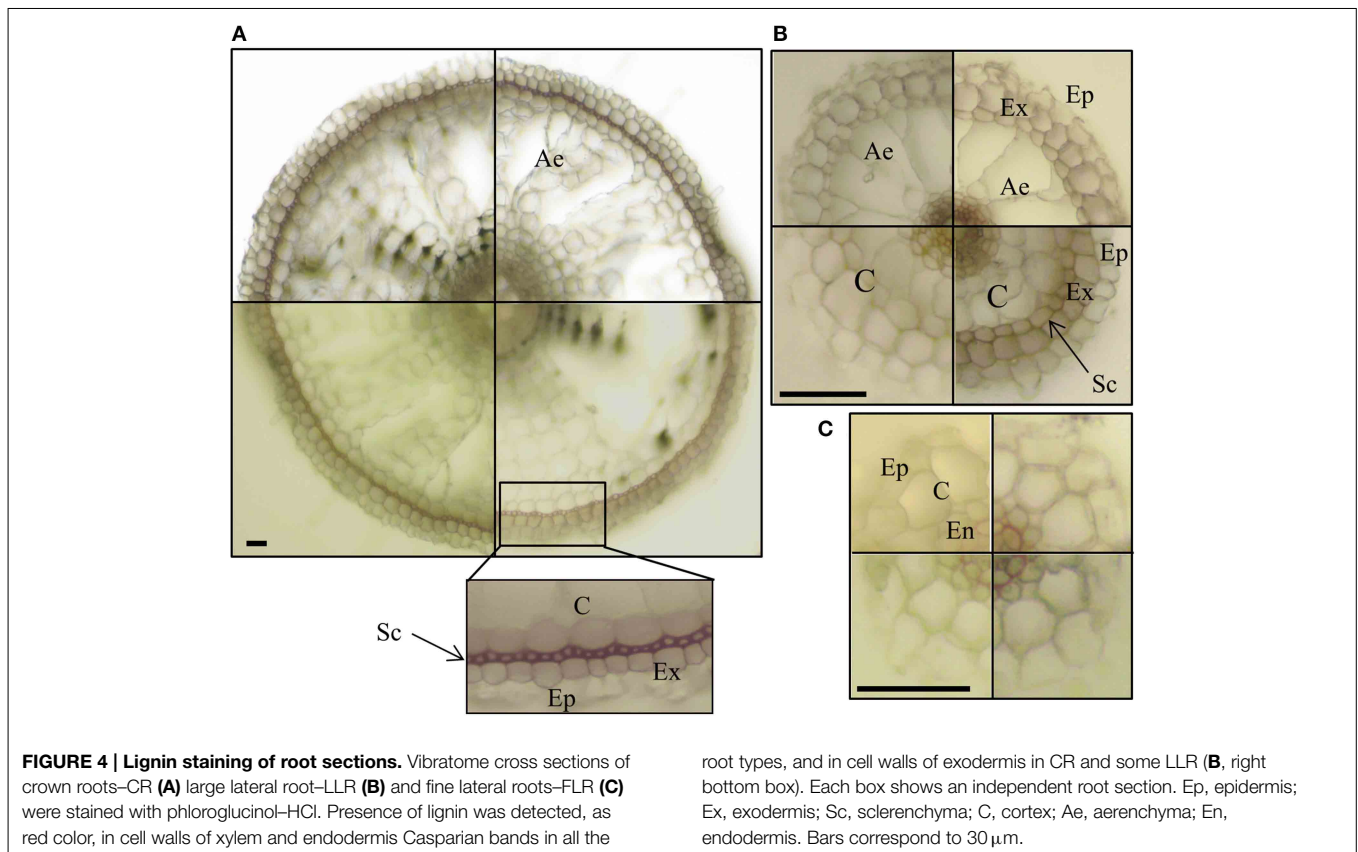 A
B
Ep
Ex
Ae
Ae
Ae
Ep
C
C
Ex
Sc
C
Ep
C
En
C
Sc
Ex
Ep
FIGURE 4 | Lignin staining of root sections. Vibratome cross sections of
crown roots–CR (A) large lateral root–LLR (B) and fine lateral roots–FLR (C)
were stained with phloroglucinol–HCl. Presence of lignin was detected, as
red color, in cell walls of xylem and endodermis Casparian bands in all the
root types, and in cell walls of exodermis in CR and some LLR (B, right
bottom box). Each box shows an independent root section. Ep, epidermis;
Ex, exodermis; Sc, sclerenchyma; C, cortex; Ae, aerenchyma; En,
endodermis. Bars correspond to 30 μm.